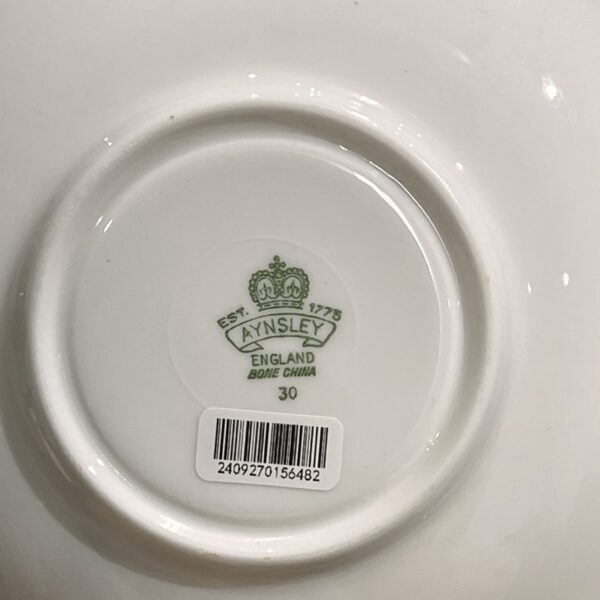 EST. 1775
AYNSLEY
ENGLAND
BONE CHINA
30
2409270156482